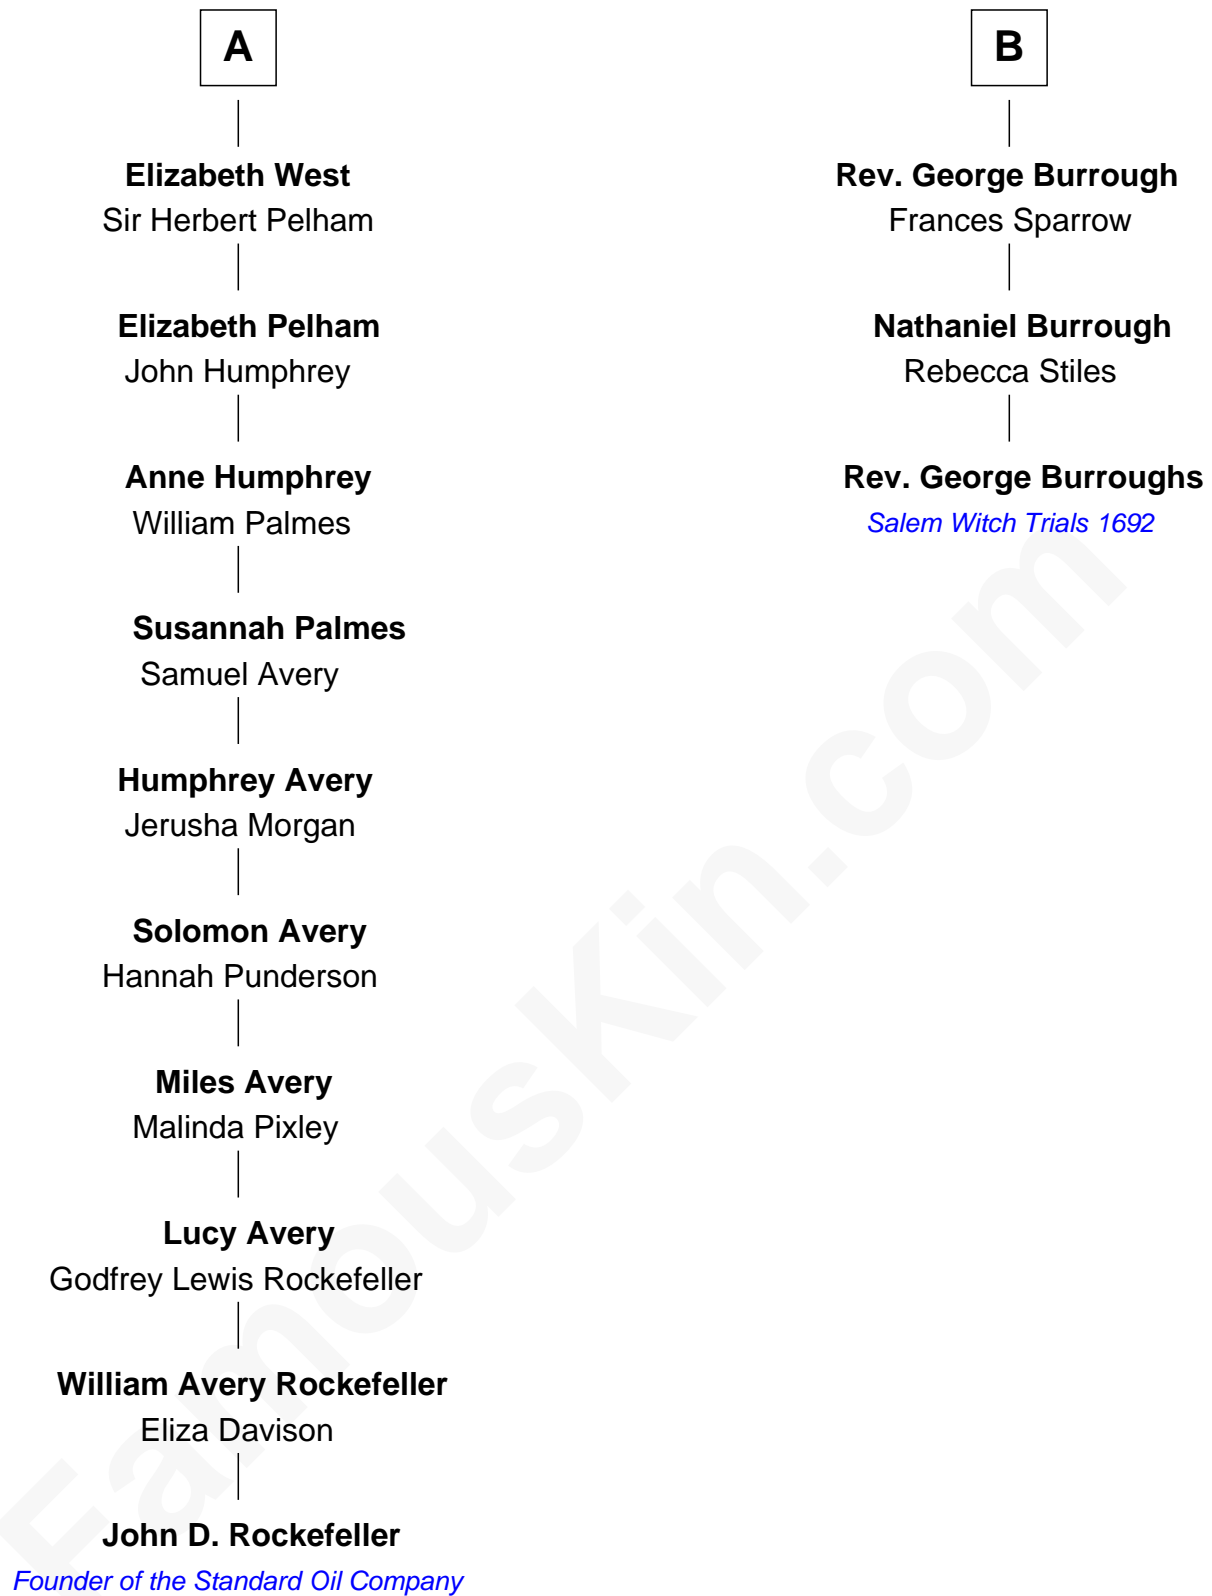 A
Elizabeth West
Sir Herbert Pelham
Elizabeth Pelham
John Humphrey
Anne Humphrey
William Palmes
Susannah Palmes
Samuel Avery
Humphrey Avery
Jerusha Morgan
Solomon Avery
Hannah Punderson
Miles Avery
Malinda Pixley
Lucy Avery
Godfrey Lewis Rockefeller
William Avery Rockefeller
Eliza Davison
John D. Rockefeller
Founder of the Standard Oil Company
B
Rev. George Burrough
Frances Sparrow
Nathaniel Burrough
Rebecca Stiles
Rev. George Burroughs
Salem Witch Trials 1692
FamousKin.com